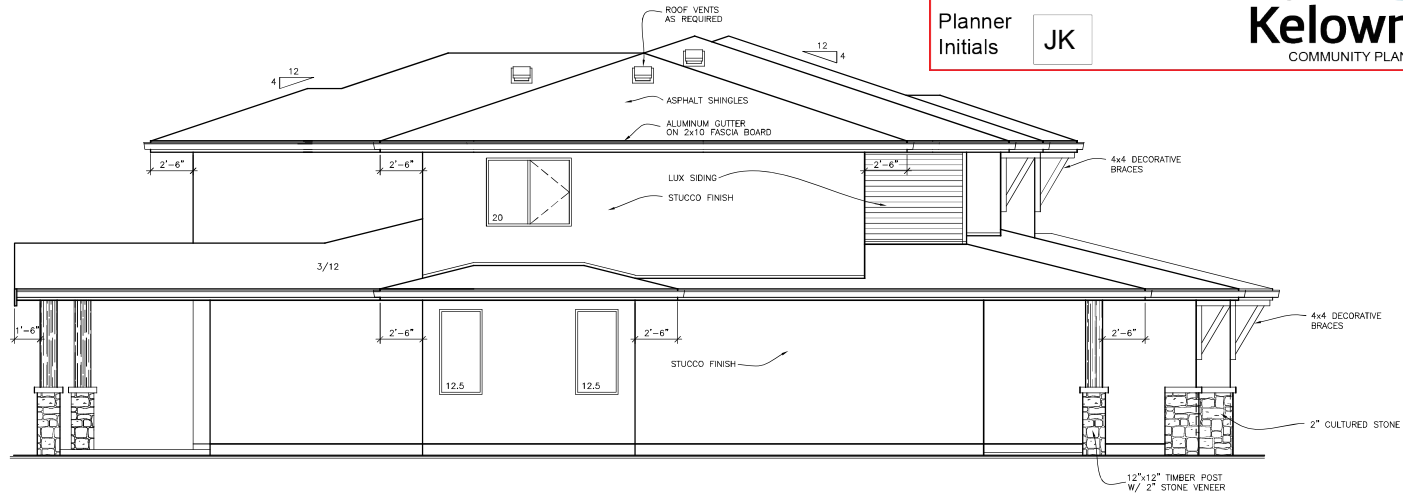 ROOF VENTS
AS REQUIRED
Planner
Initials
JK
Kelown
COMMUNITY PLAN
12
4
12
4
ASPHALT SHINGLES
ALUMINUM GUTTER
ON 2x10 FASCIA BOARD
2'-6"
2'-6"
2'-6"
4x4 DECORATIVE
BRACES
LUX SIDING
STUCCO FINISH
20
3/12
1'-6"
2'-6"
2'-6"
2'-6"
4x4 DECORATIVE
BRACES
STUCCO FINISH
12.5
12.5
2" CULTURED STONE
12"x12" TIMBER POST
W/ 2" STONE VENEER